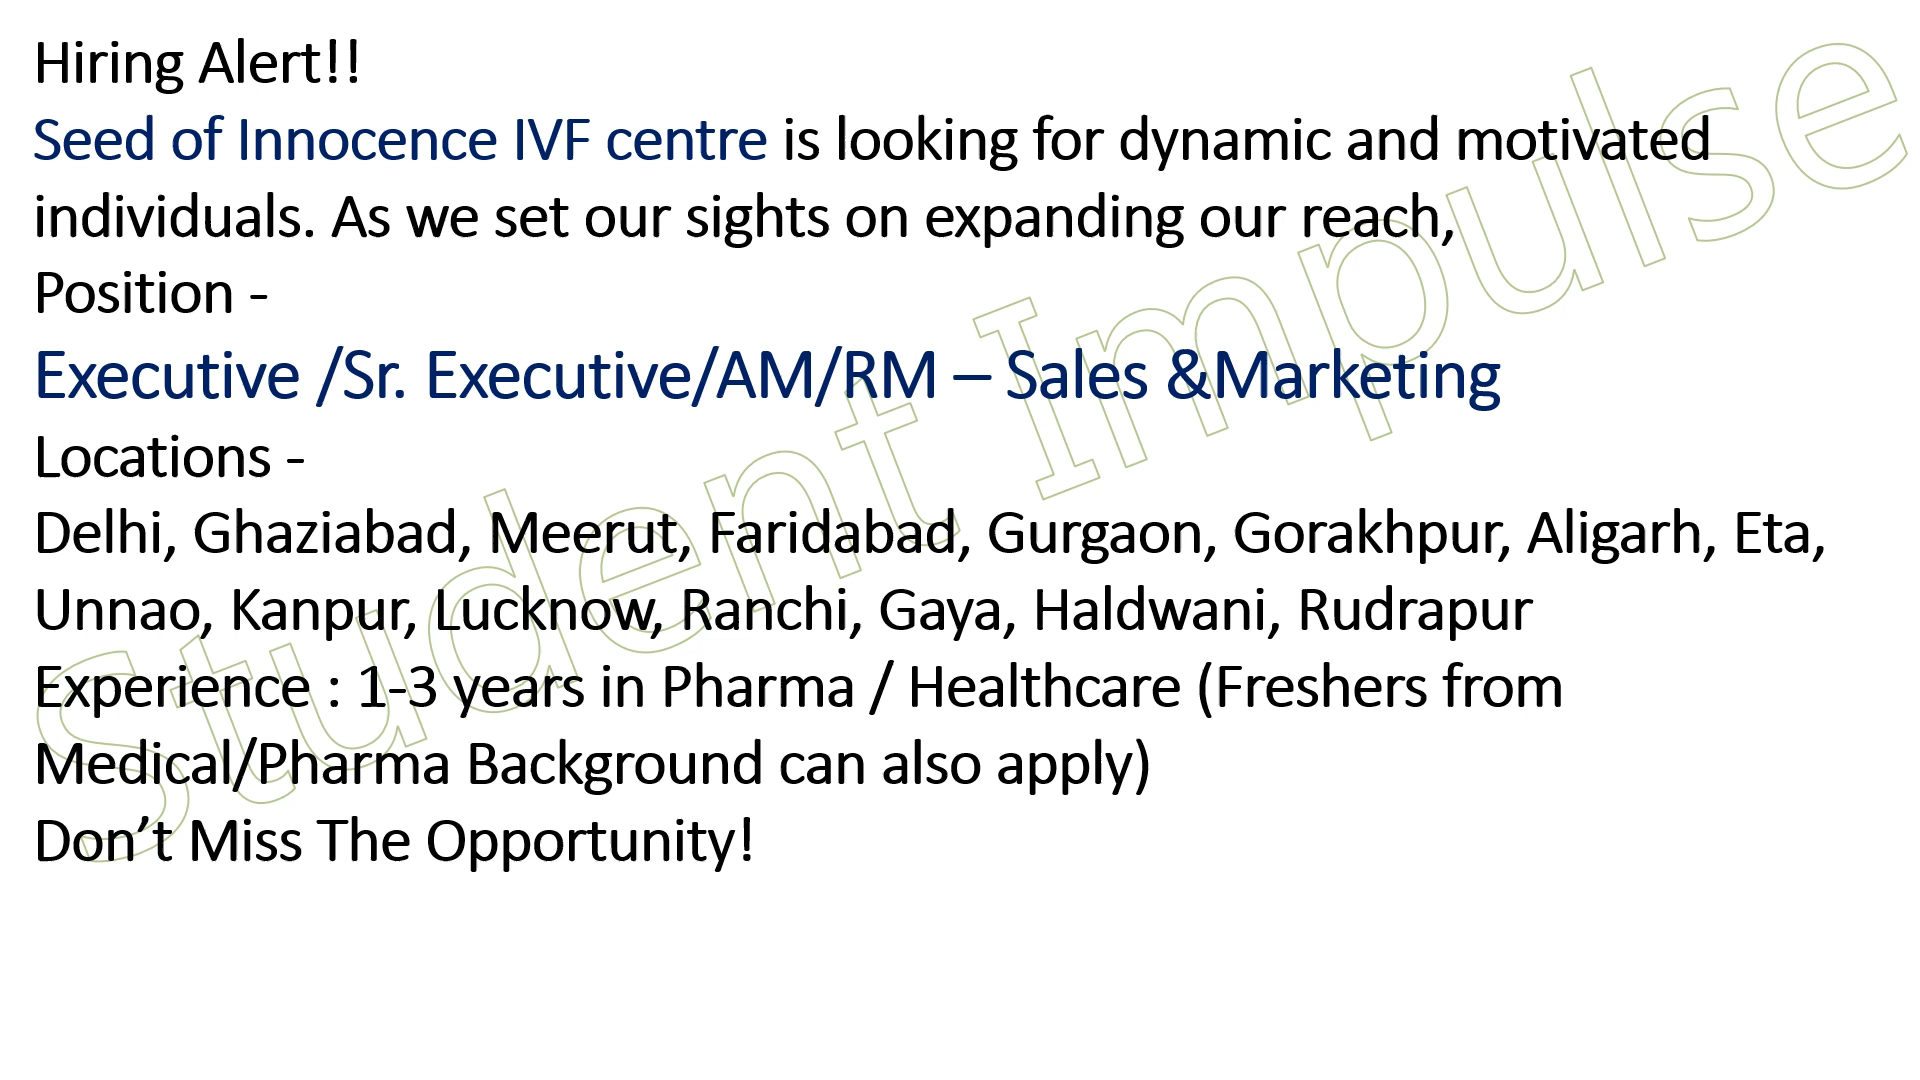 Hiring Alert!!
Seed of Innocence IVF centre is looking for dynamic and motivated
individuals. As we set our sights on expanding our reach,
Position -
Executive /Sr. Executive/AM/RM – Sales &Marketing
Locations -
Delhi, Ghaziabad, Meerut, Faridabad, Gurgaon, Gorakhpur, Aligarh, Eta,
Unnao, Kanpur, Lucknow, Ranchi, Gaya, Haldwani, Rudrapur
Experience : 1-3 years in Pharma / Healthcare (Freshers from
Medical/Pharma Background can also apply)
Don’t Miss The Opportunity!
Student Impulse